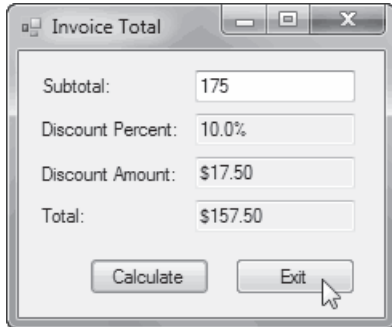 Invoice Total
Subtotal: 175
Discount Percent: 10.0%
Discount Amount: $17.50
Total: $157.50
Calculate Exit